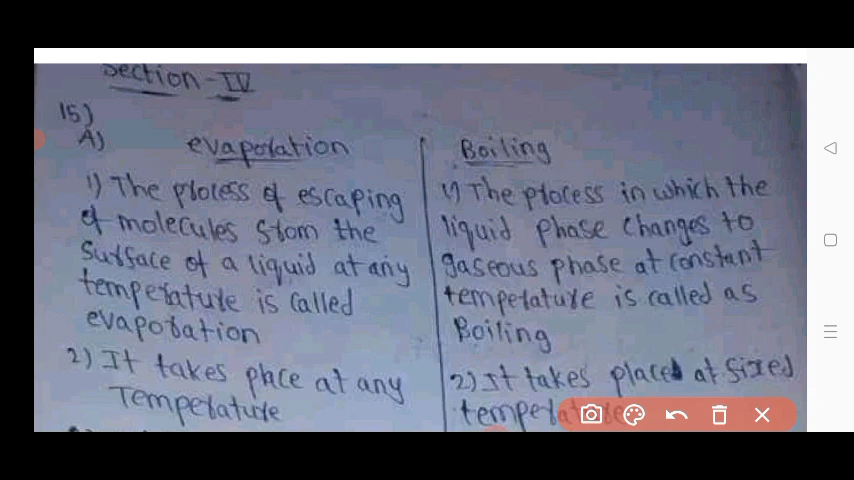 Section - IV
15)
A)
evaporation
1) The process of escaping
of molecules from the
surface of a liquid at any
temperature is called
evaporation
2) It takes place at any
Temperature
Boiling
1) The process in which the
liquid phase changes to
gaseous phase at constant
temperature is called as
Boiling
2) It takes place at fixed